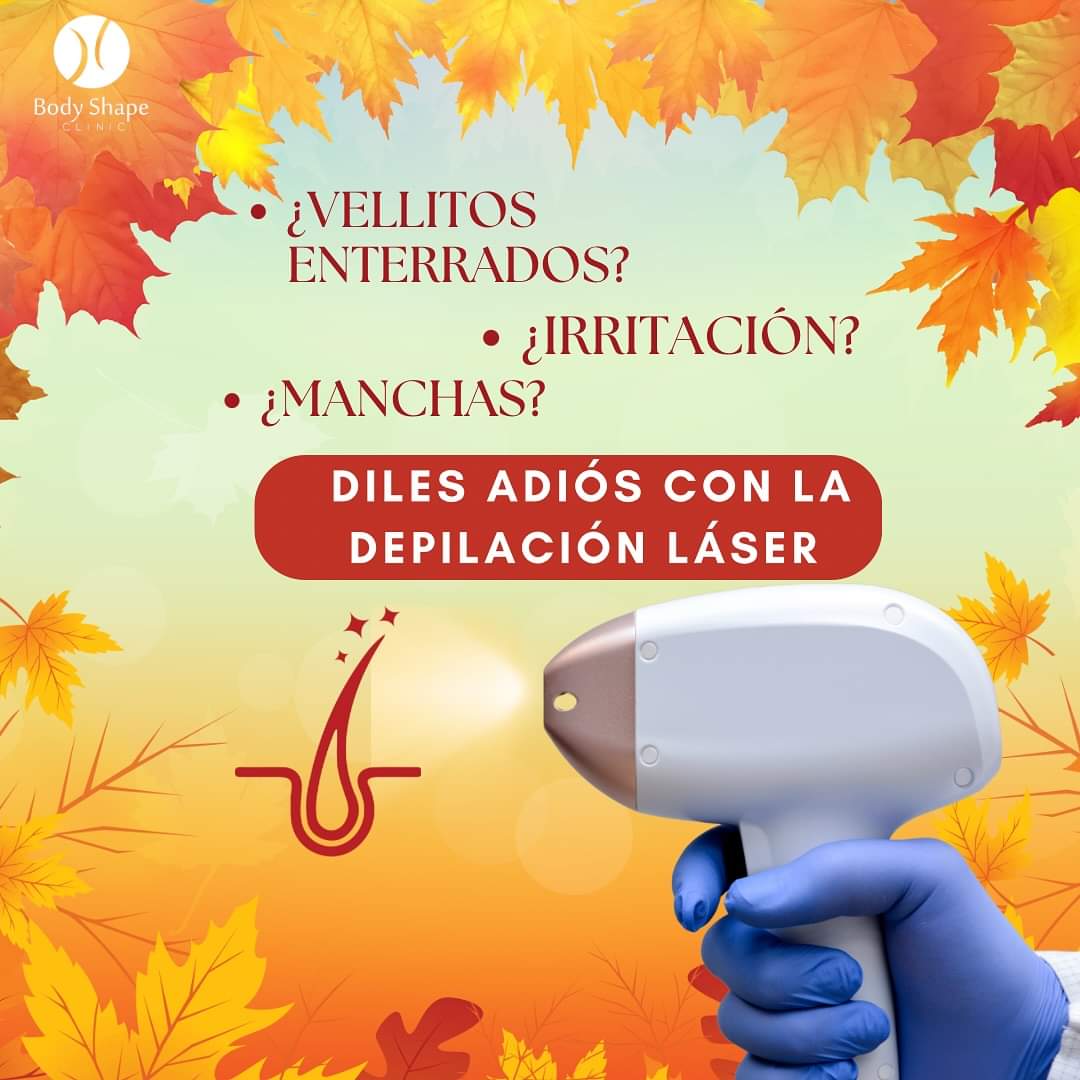 Body Shape
CLINIC
• ¿VELLITOS
ENTERRADOS?
• ¿IRRITACIÓN?
• ¿MANCHAS?
DILES ADIÓS CON LA
DEPILACIÓN LÁSER